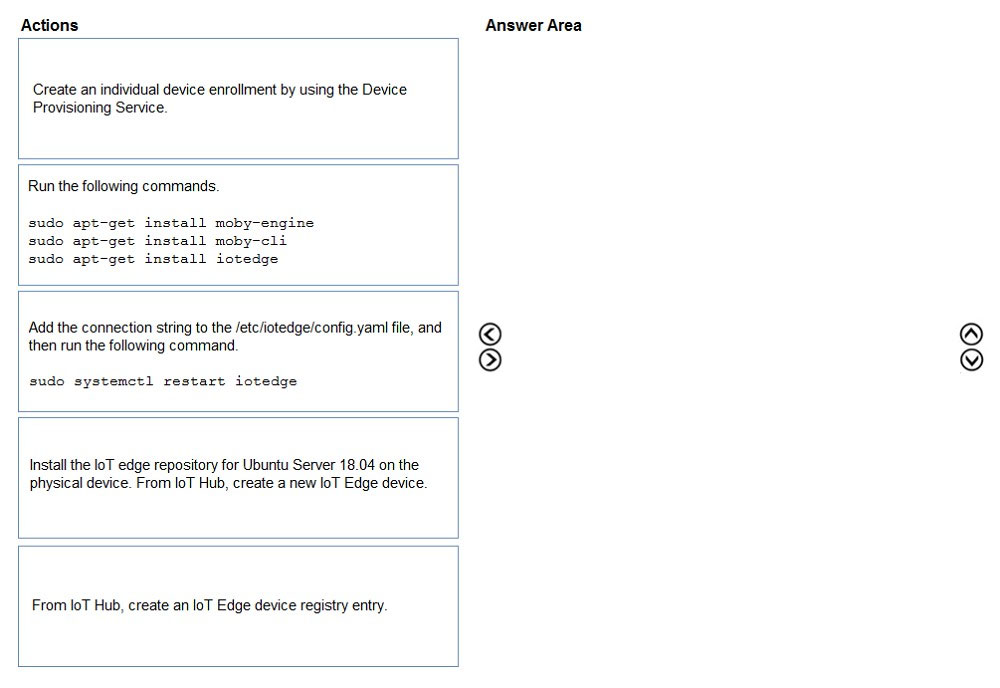 Actions
Answer Area
Create an individual device enrollment by using the Device
Provisioning Service.
Run the following commands.
sudo apt-get install moby-engine
sudo apt-get install moby-cli
sudo apt-get install iotedge
Add the connection string to the /etc/iotedge/config.yaml file, and
then run the following command.
sudo systemctl restart iotedge
Install the IoT edge repository for Ubuntu Server 18.04 on the
physical device. From IoT Hub, create a new IoT Edge device.
From IoT Hub, create an IoT Edge device registry entry.